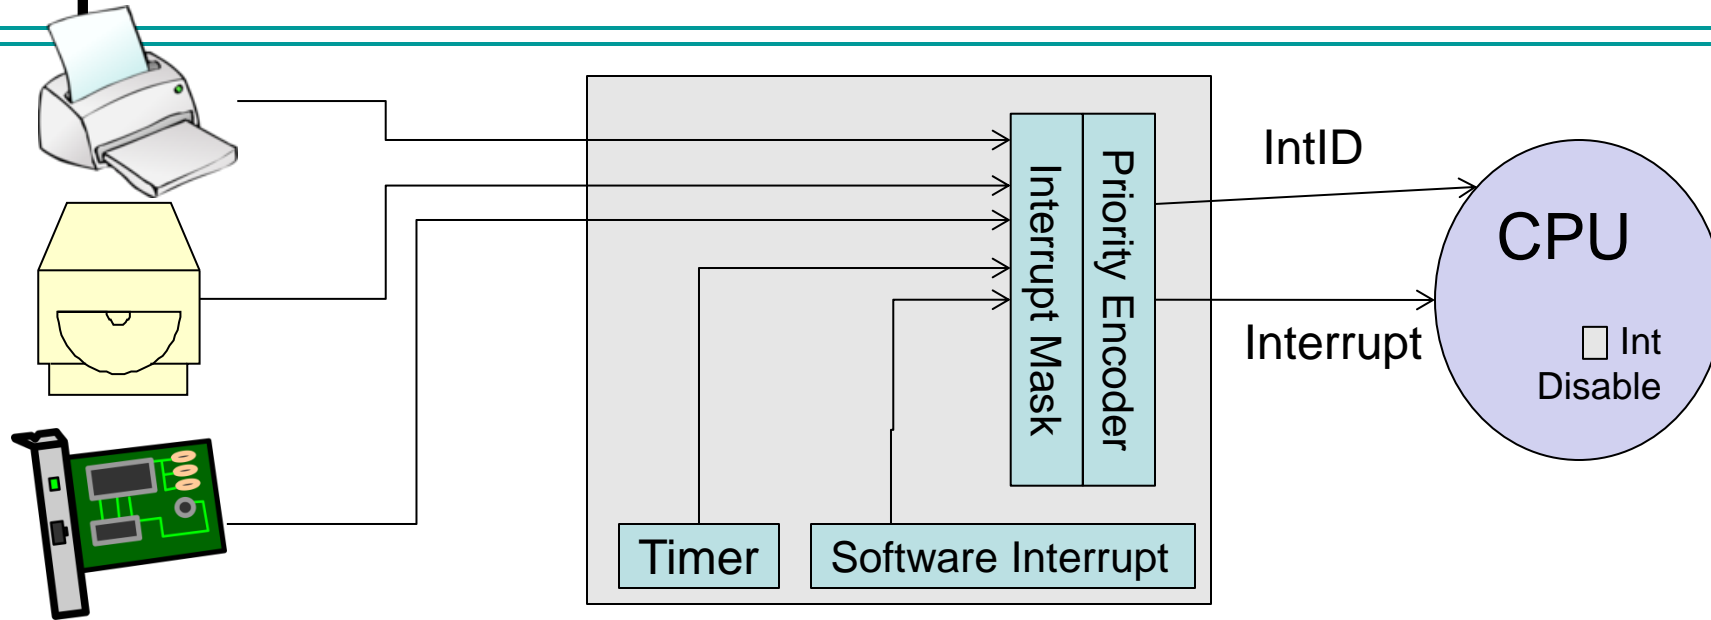 IntID
Interrupt Mask
Priority Encoder
CPU
Interrupt
Int
Disable
Timer
Software Interrupt